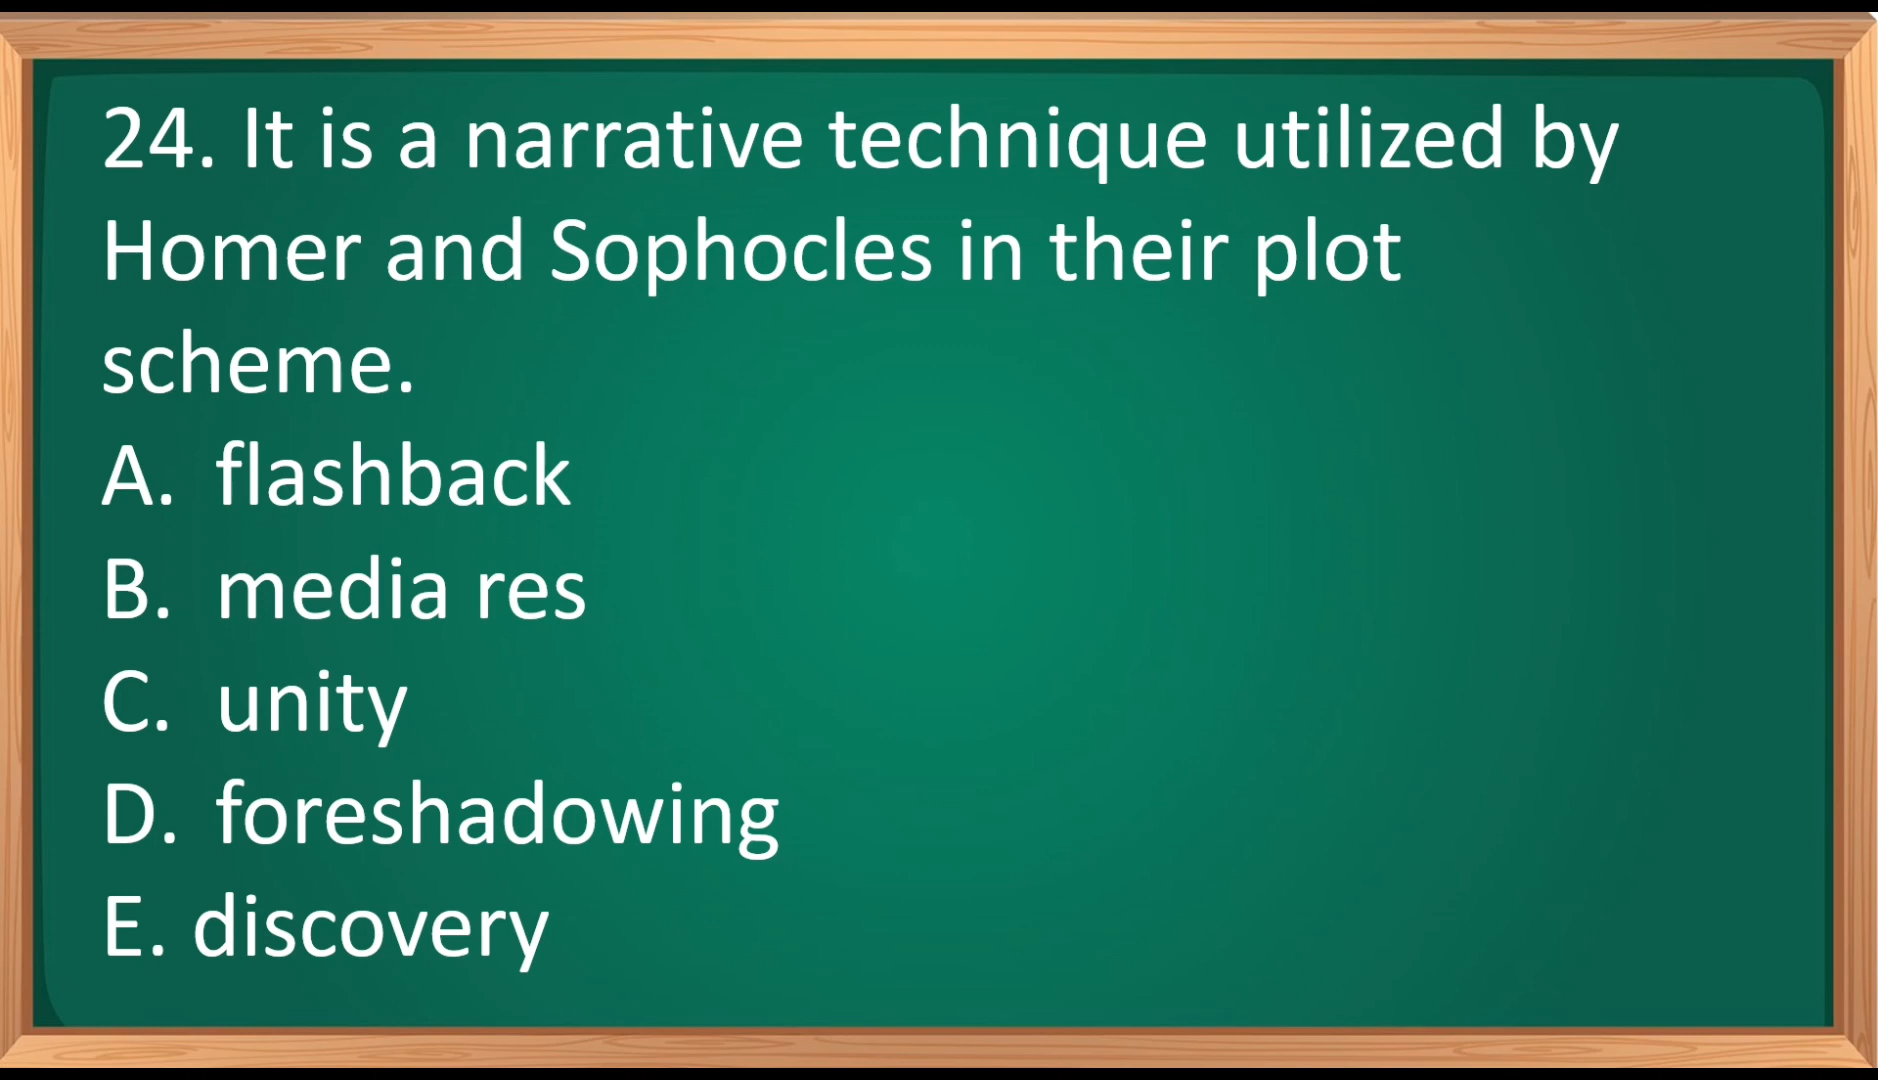 24. It is a narrative technique utilized by
Homer and Sophocles in their plot
scheme.
A. flashback
B. media res
C. unity
D. foreshadowing
E. discovery